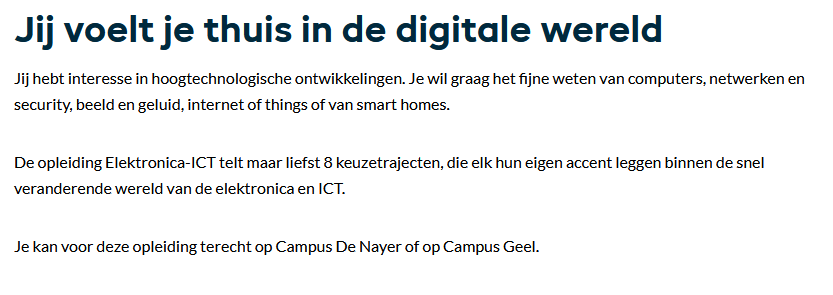 Jij voelt je thuis in de digitale wereld
Jij hebt interesse in hoogtechnologische ontwikkelingen. Je wil graag het fijne weten van computers, netwerken en
security, beeld en geluid, internet of things of van smart homes.
De opleiding Elektronica-ICT telt maar liefst 8 keuzetrajecten, die elk hun eigen accent leggen binnen de snel
veranderende wereld van de elektronica en ICT.
Je kan voor deze opleiding terecht op Campus De Nayer of op Campus Geel.